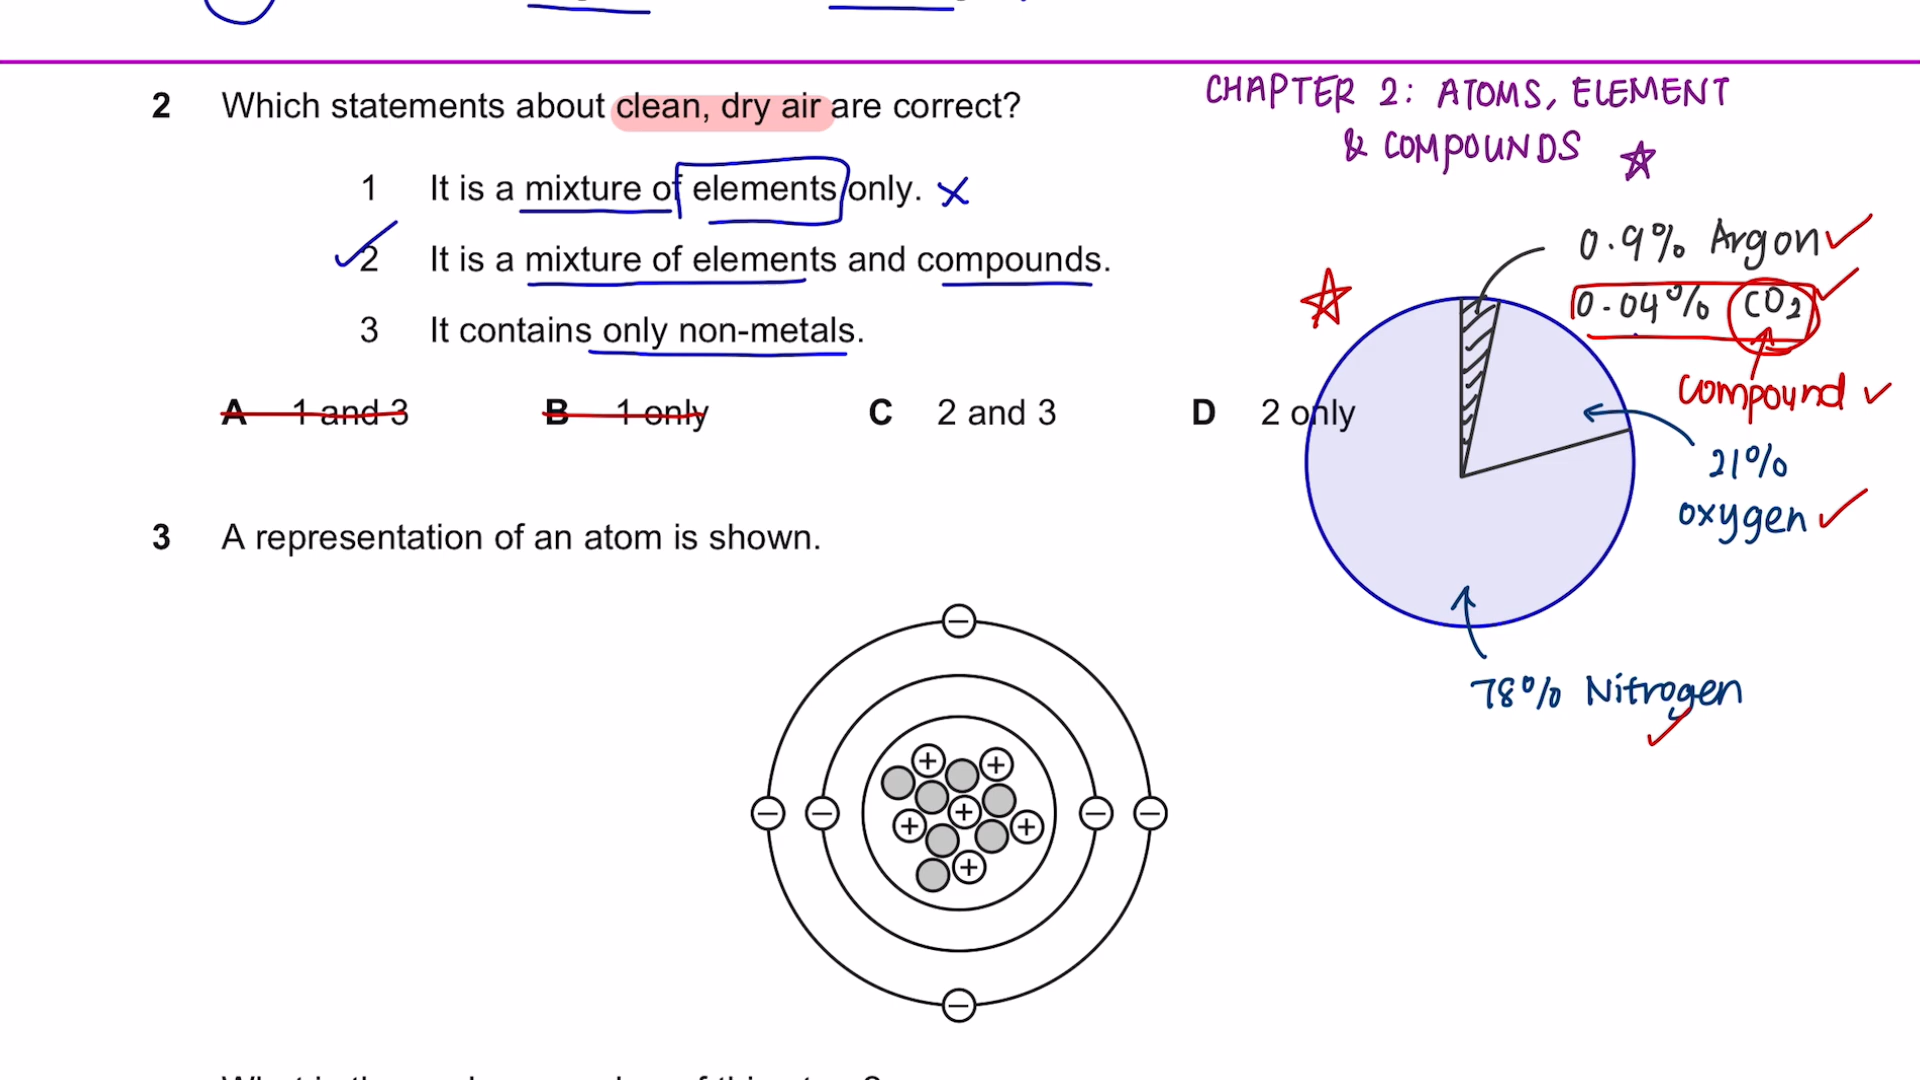 CHAPTER 2: ATOMS, ELEMENT
& COMPOUNDS
2 Which statements about clean, dry air are correct?
1 It is a mixture of elements only.
2 It is a mixture of elements and compounds.
3 It contains only non-metals.
A 1 and 3 B 1 only C 2 and 3 D 2 only
0.9% Argon
0.04% CO2
compound
21%
oxygen
78% Nitrogen
3 A representation of an atom is shown.